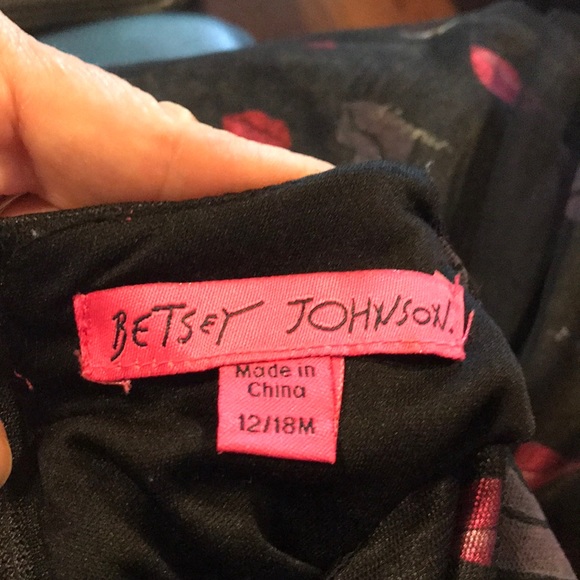 BETSEY JOHNSON.
Made in
China
12/18M